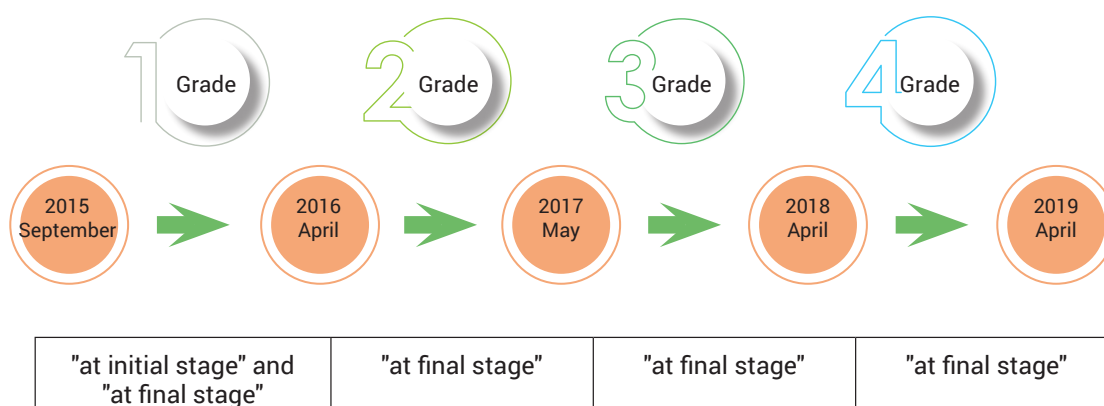 1 Grade
2 Grade
3 Grade
4 Grade
2015
September
2016
April
2017
May
2018
April
2019
April
"at initial stage" and
"at final stage"
"at final stage"
"at final stage"
"at final stage"